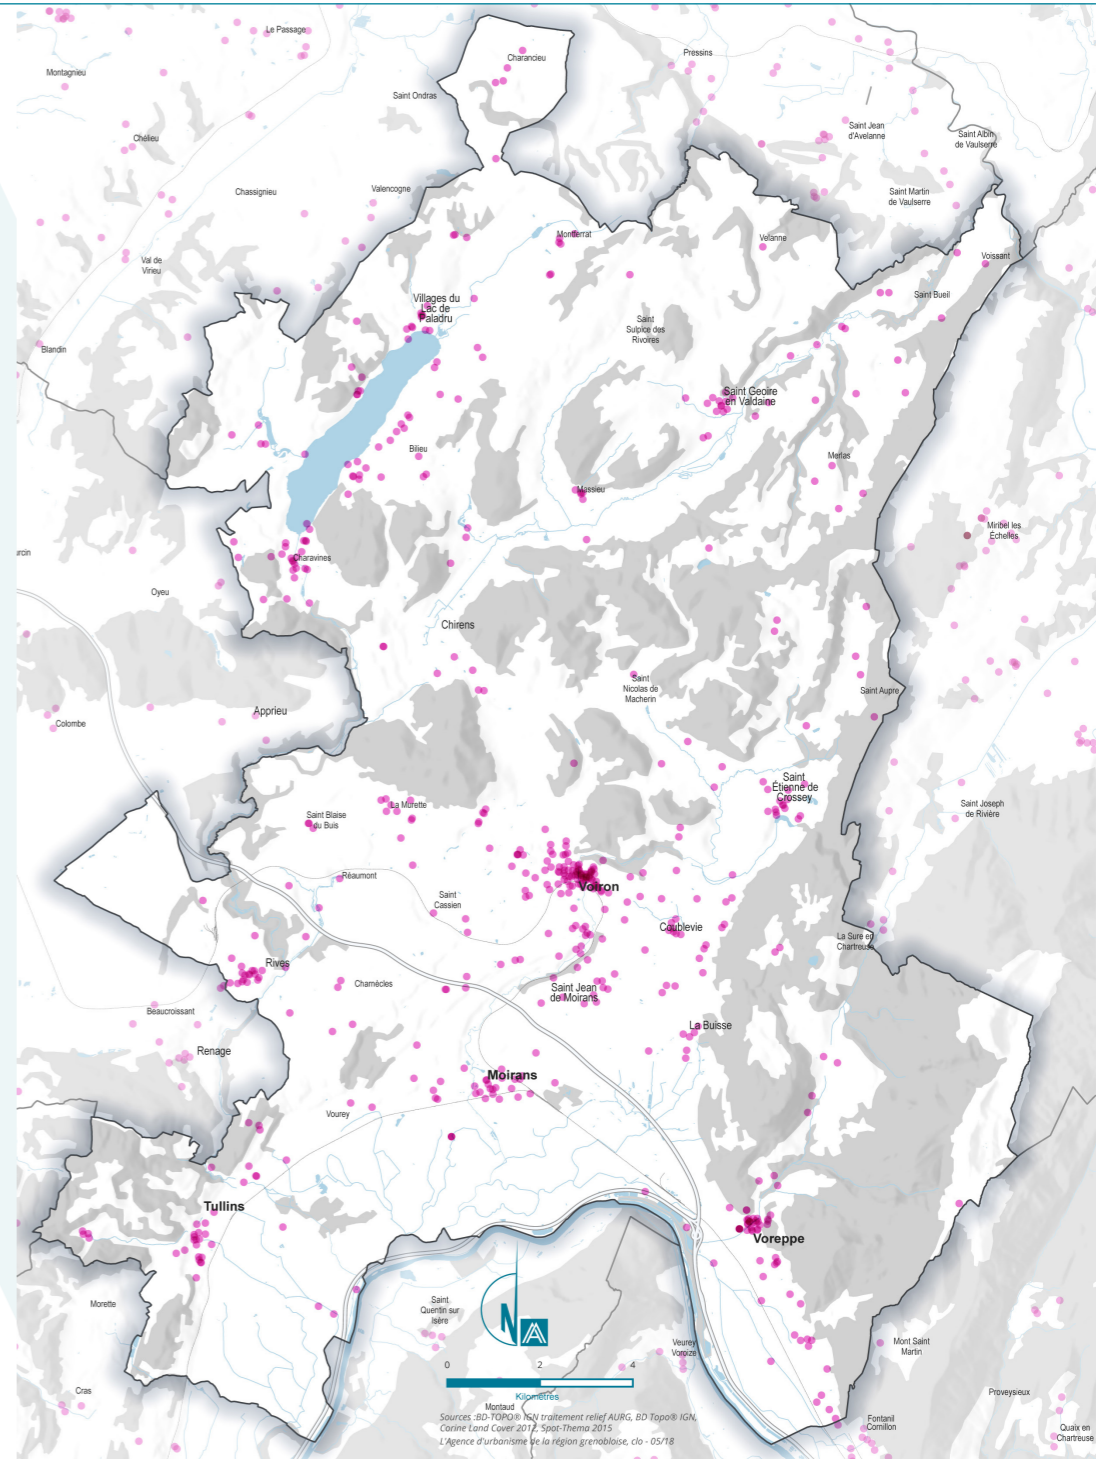 Le Passage
Montagnieu
Charancieu
Pressins
Saint Ondras
Chélieu
Saint Jean
d'Avelanne
Saint Albin
de Vaulserre
Chassignieu
Valencogne
Saint Martin
de Vaulserre
Montferrat
Velanne
Val de
Virieu
Voissant
Saint Bueil
Villages du
Lac de
Paladru
Saint
Sulpice des
Rivoires
Blandin
Saint Geoire
en Valdaine
Bilieu
Merlas
Massieu
Miribel les
Échelles
Charavines
Oyeu
Chirens
Saint
Nicolas de
Macherin
Saint Aupre
Apprieu
Colombe
Saint
Étienne de
Crossey
La Murette
Saint Blaise
du Buis
Saint Joseph
de Rivière
Réaumont
Voiron
Saint
Cassien
Coublevie
La Sure en
Chartreuse
Rives
Charnècles
Saint Jean
de Moirans
Beaucroissant
La Buisse
Renage
Moirans
Vourey
Tullins
Voreppe
Morette
Saint
Quentin sur
Isère
N
Veurey
Voroize
Mont Saint
Martin
0 2 4
Kilomètres
Cras
Montaud
Proveysieux
Fontanil
Cornillon
Quaix en
Chartreuse
Sources :BD-TOPO® IGN traitement relief AURG, BD Topo® IGN,
Corine Land Cover 2012, Spot-Thema 2015
L'Agence d'urbanisme de la région grenobloise, clo - 05/18